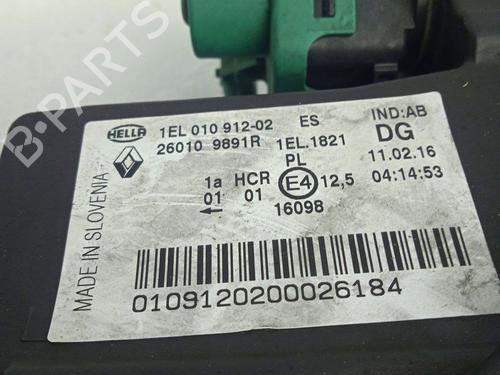 HELLA 1EL 010 912-02 ES IND:AB
26010 9891R 1EL.1821 DG
PL 11.02.16
1a HCR E4 12,5 04:14:53
01 01
← 16098
MADE IN SLOVENIA
0109120200026184
B-PARTS